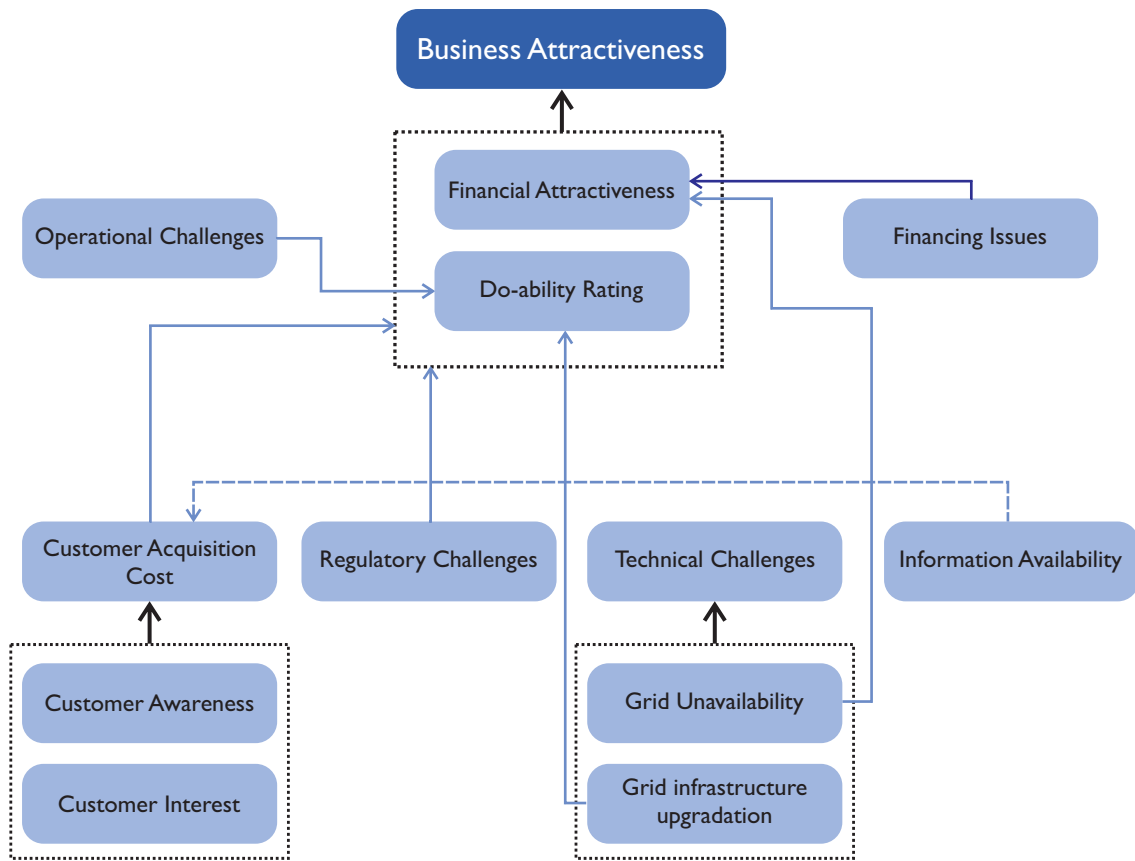 Business Attractiveness
Financial Attractiveness
Operational Challenges
Financing Issues
Do-ability Rating
Customer Acquisition
Cost
Regulatory Challenges
Technical Challenges
Information Availability
Customer Awareness
Grid Unavailability
Customer Interest
Grid infrastructure
upgradation